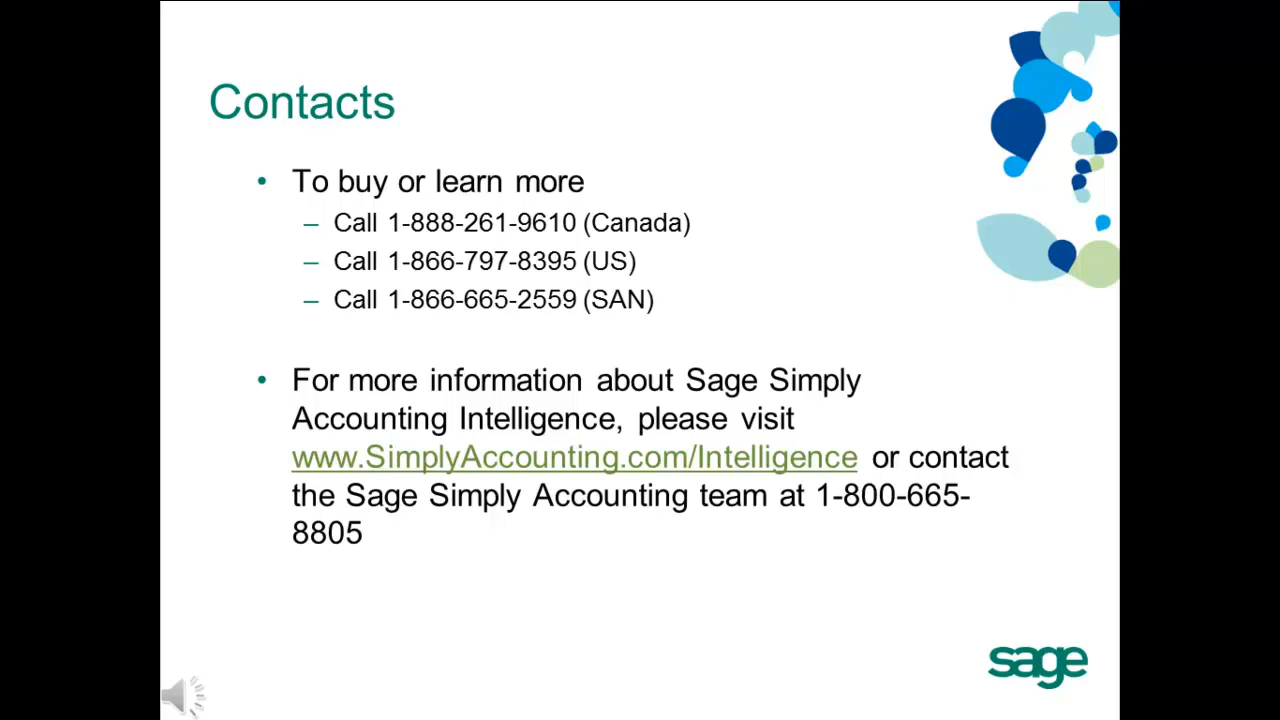 Contacts
• To buy or learn more
– Call 1-888-261-9610 (Canada)
– Call 1-866-797-8395 (US)
– Call 1-866-665-2559 (SAN)
• For more information about Sage Simply
Accounting Intelligence, please visit
www.SimplyAccounting.com/Intelligence or contact
the Sage Simply Accounting team at 1-800-665-
8805
sage